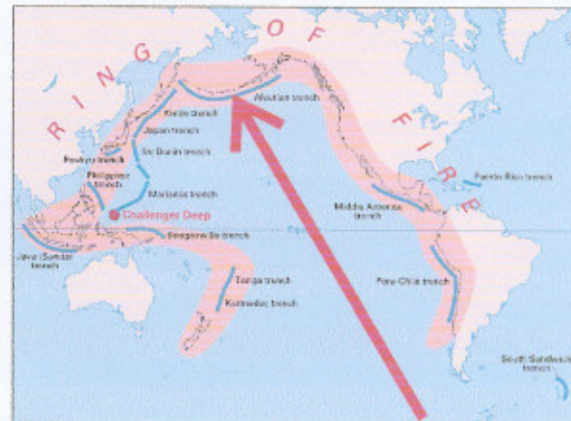 RING OF FIRE
Kurile trench
Aleutian trench
Japan trench
Izu Bonin trench
Ryukyu trench
Philippine
trench
Marianas trench
Challenger Deep
Bougainville trench
Java (Sunda)
trench
Tonga trench
Kermadec trench
Middle America
trench
Puerto Rico trench
Peru-Chile trench
South Sandwich
trench